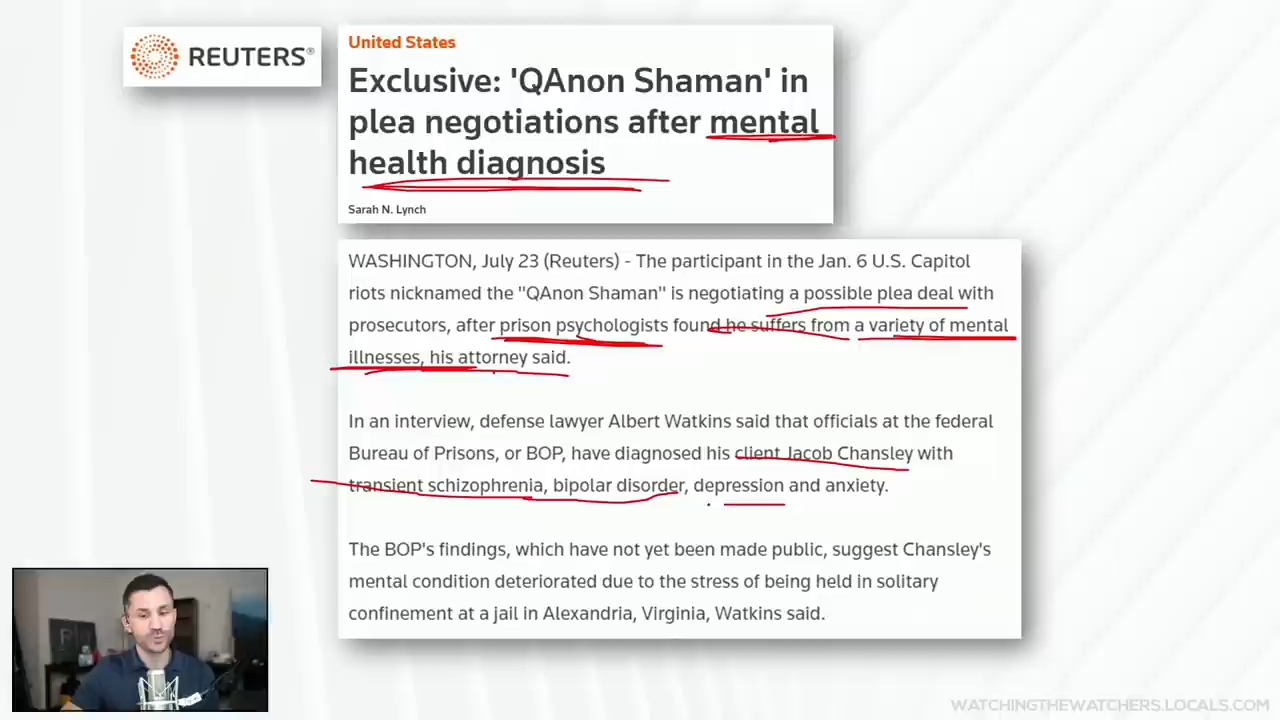 REUTERS®
United States
Exclusive: 'QAnon Shaman' in
plea negotiations after mental
health diagnosis
Sarah N. Lynch
WASHINGTON, July 23 (Reuters) - The participant in the Jan. 6 U.S. Capitol
riots nicknamed the "QAnon Shaman" is negotiating a possible plea deal with
prosecutors, after prison psychologists found he suffers from a variety of mental
illnesses, his attorney said.
In an interview, defense lawyer Albert Watkins said that officials at the federal
Bureau of Prisons, or BOP, have diagnosed his client Jacob Chansley with
transient schizophrenia, bipolar disorder, depression and anxiety.
The BOP's findings, which have not yet been made public, suggest Chansley's
mental condition deteriorated due to the stress of being held in solitary
confinement at a jail in Alexandria, Virginia, Watkins said.
WATCHINGTHEWATCHERS.LOCALS.COM